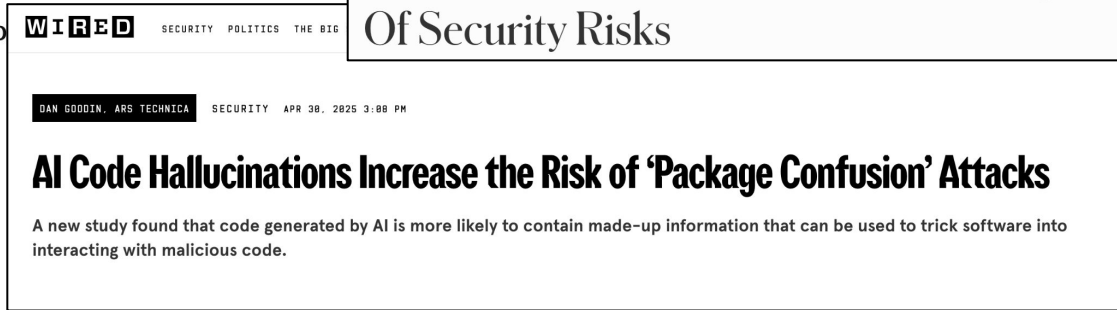 WIRED SECURITY POLITICS THE BIG
Of Security Risks
DAN GOODIN, ARS TECHNICA SECURITY APR 30, 2025 3:08 PM
AI Code Hallucinations Increase the Risk of ‘Package Confusion’ Attacks
A new study found that code generated by AI is more likely to contain made-up information that can be used to trick software into
interacting with malicious code.